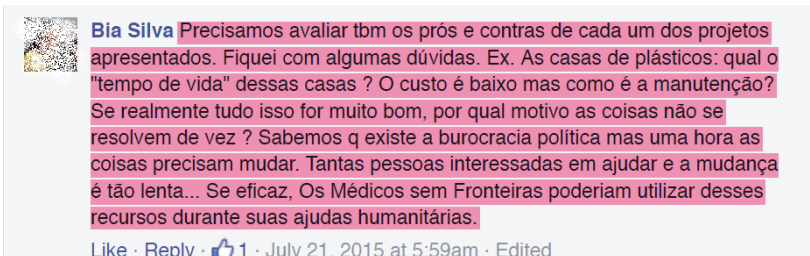 Bia Silva Precisamos avaliar tbm os prós e contras de cada um dos projetos
apresentados. Fiquei com algumas dúvidas. Ex. As casas de plásticos: qual o
"tempo de vida" dessas casas ? O custo é baixo mas como é a manutenção?
Se realmente tudo isso for muito bom, por qual motivo as coisas não se
resolvem de vez ? Sabemos q existe a burocracia política mas uma hora as
coisas precisam mudar. Tantas pessoas interessadas em ajudar e a mudança
é tão lenta... Se eficaz, Os Médicos sem Fronteiras poderiam utilizar desses
recursos durante suas ajudas humanitárias.
Like · Reply · 1 · July 21, 2015 at 5:59am · Edited